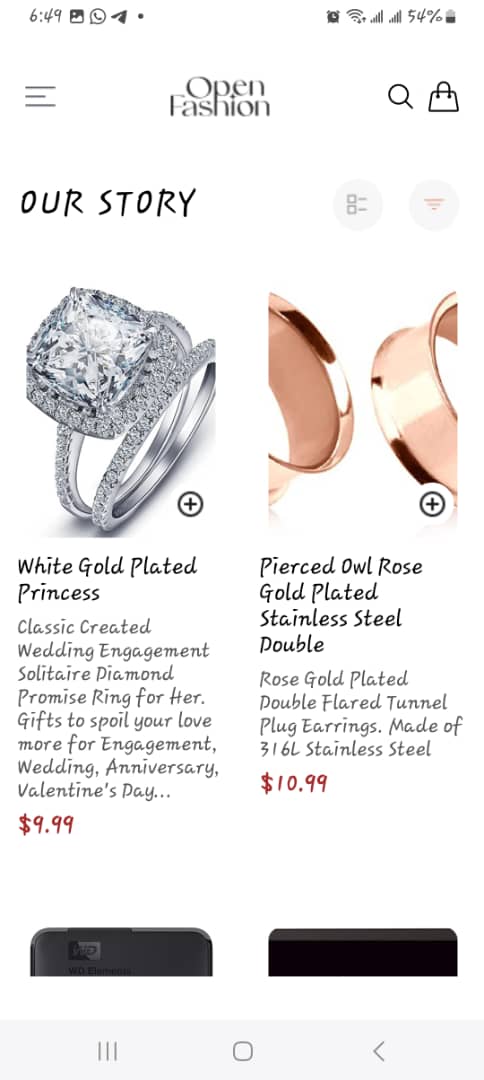 6:49
54%
Open
Fashion
OUR STORY
White Gold Plated
Princess
Classic Created
Wedding Engagement
Solitaire Diamond
Promise Ring for Her.
Gifts to spoil your love
more for Engagement,
Wedding, Anniversary,
Valentine's Day...
$9.99
Pierced Owl Rose
Gold Plated
Stainless Steel
Double
Rose Gold Plated
Double Flared Tunnel
Plug Earrings. Made of
316L Stainless Steel
$10.99
WD
WD Elements